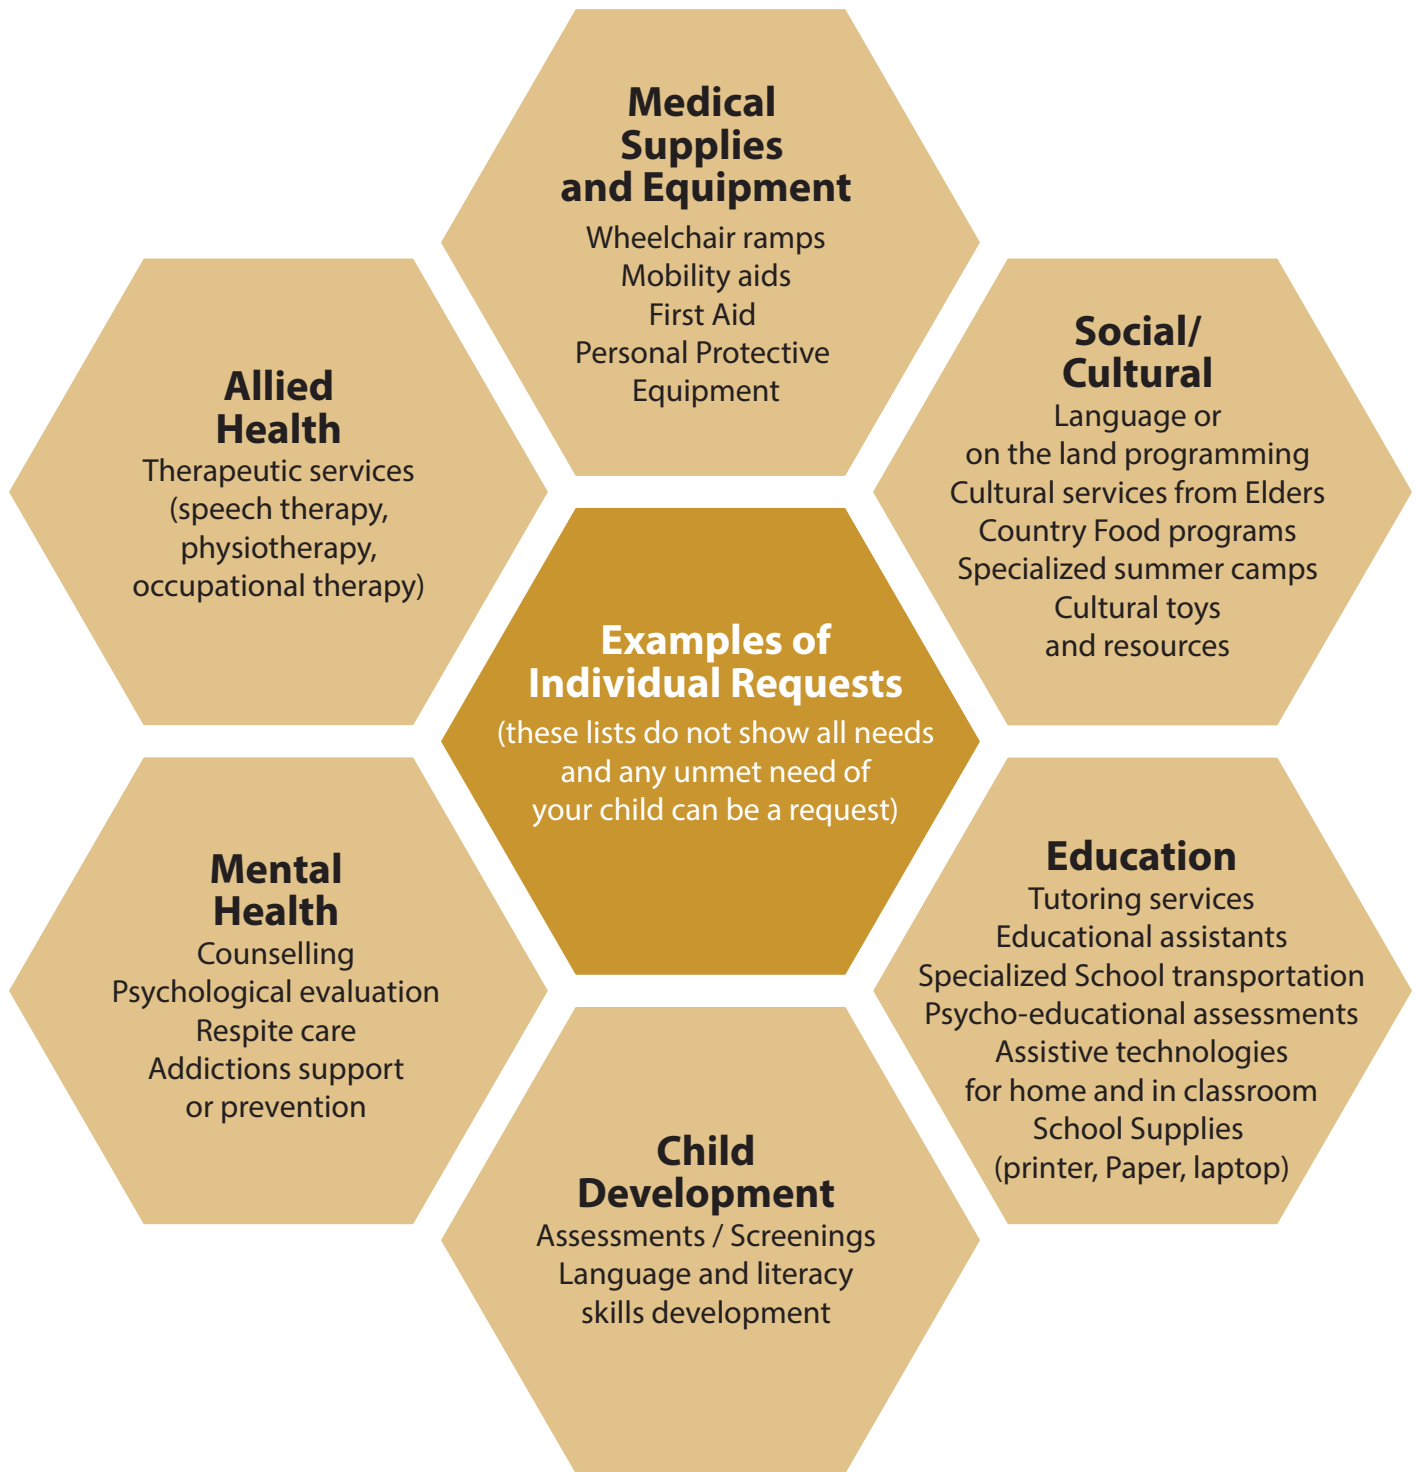 Medical
Supplies
and Equipment
Wheelchair ramps
Mobility aids
First Aid
Personal Protective
Equipment
Allied
Health
Therapeutic services
(speech therapy,
physiotherapy,
occupational therapy)
Social/
Cultural
Language or
on the land programming
Cultural services from Elders
Country Food programs
Specialized summer camps
Cultural toys
and resources
Examples of
Individual Requests
(these lists do not show all needs
and any unmet need of
your child can be a request)
Mental
Health
Counselling
Psychological evaluation
Respite care
Addictions support
or prevention
Education
Tutoring services
Educational assistants
Specialized School transportation
Psycho-educational assessments
Assistive technologies
for home and in classroom
School Supplies
(printer, Paper, laptop)
Child
Development
Assessments / Screenings
Language and literacy
skills development